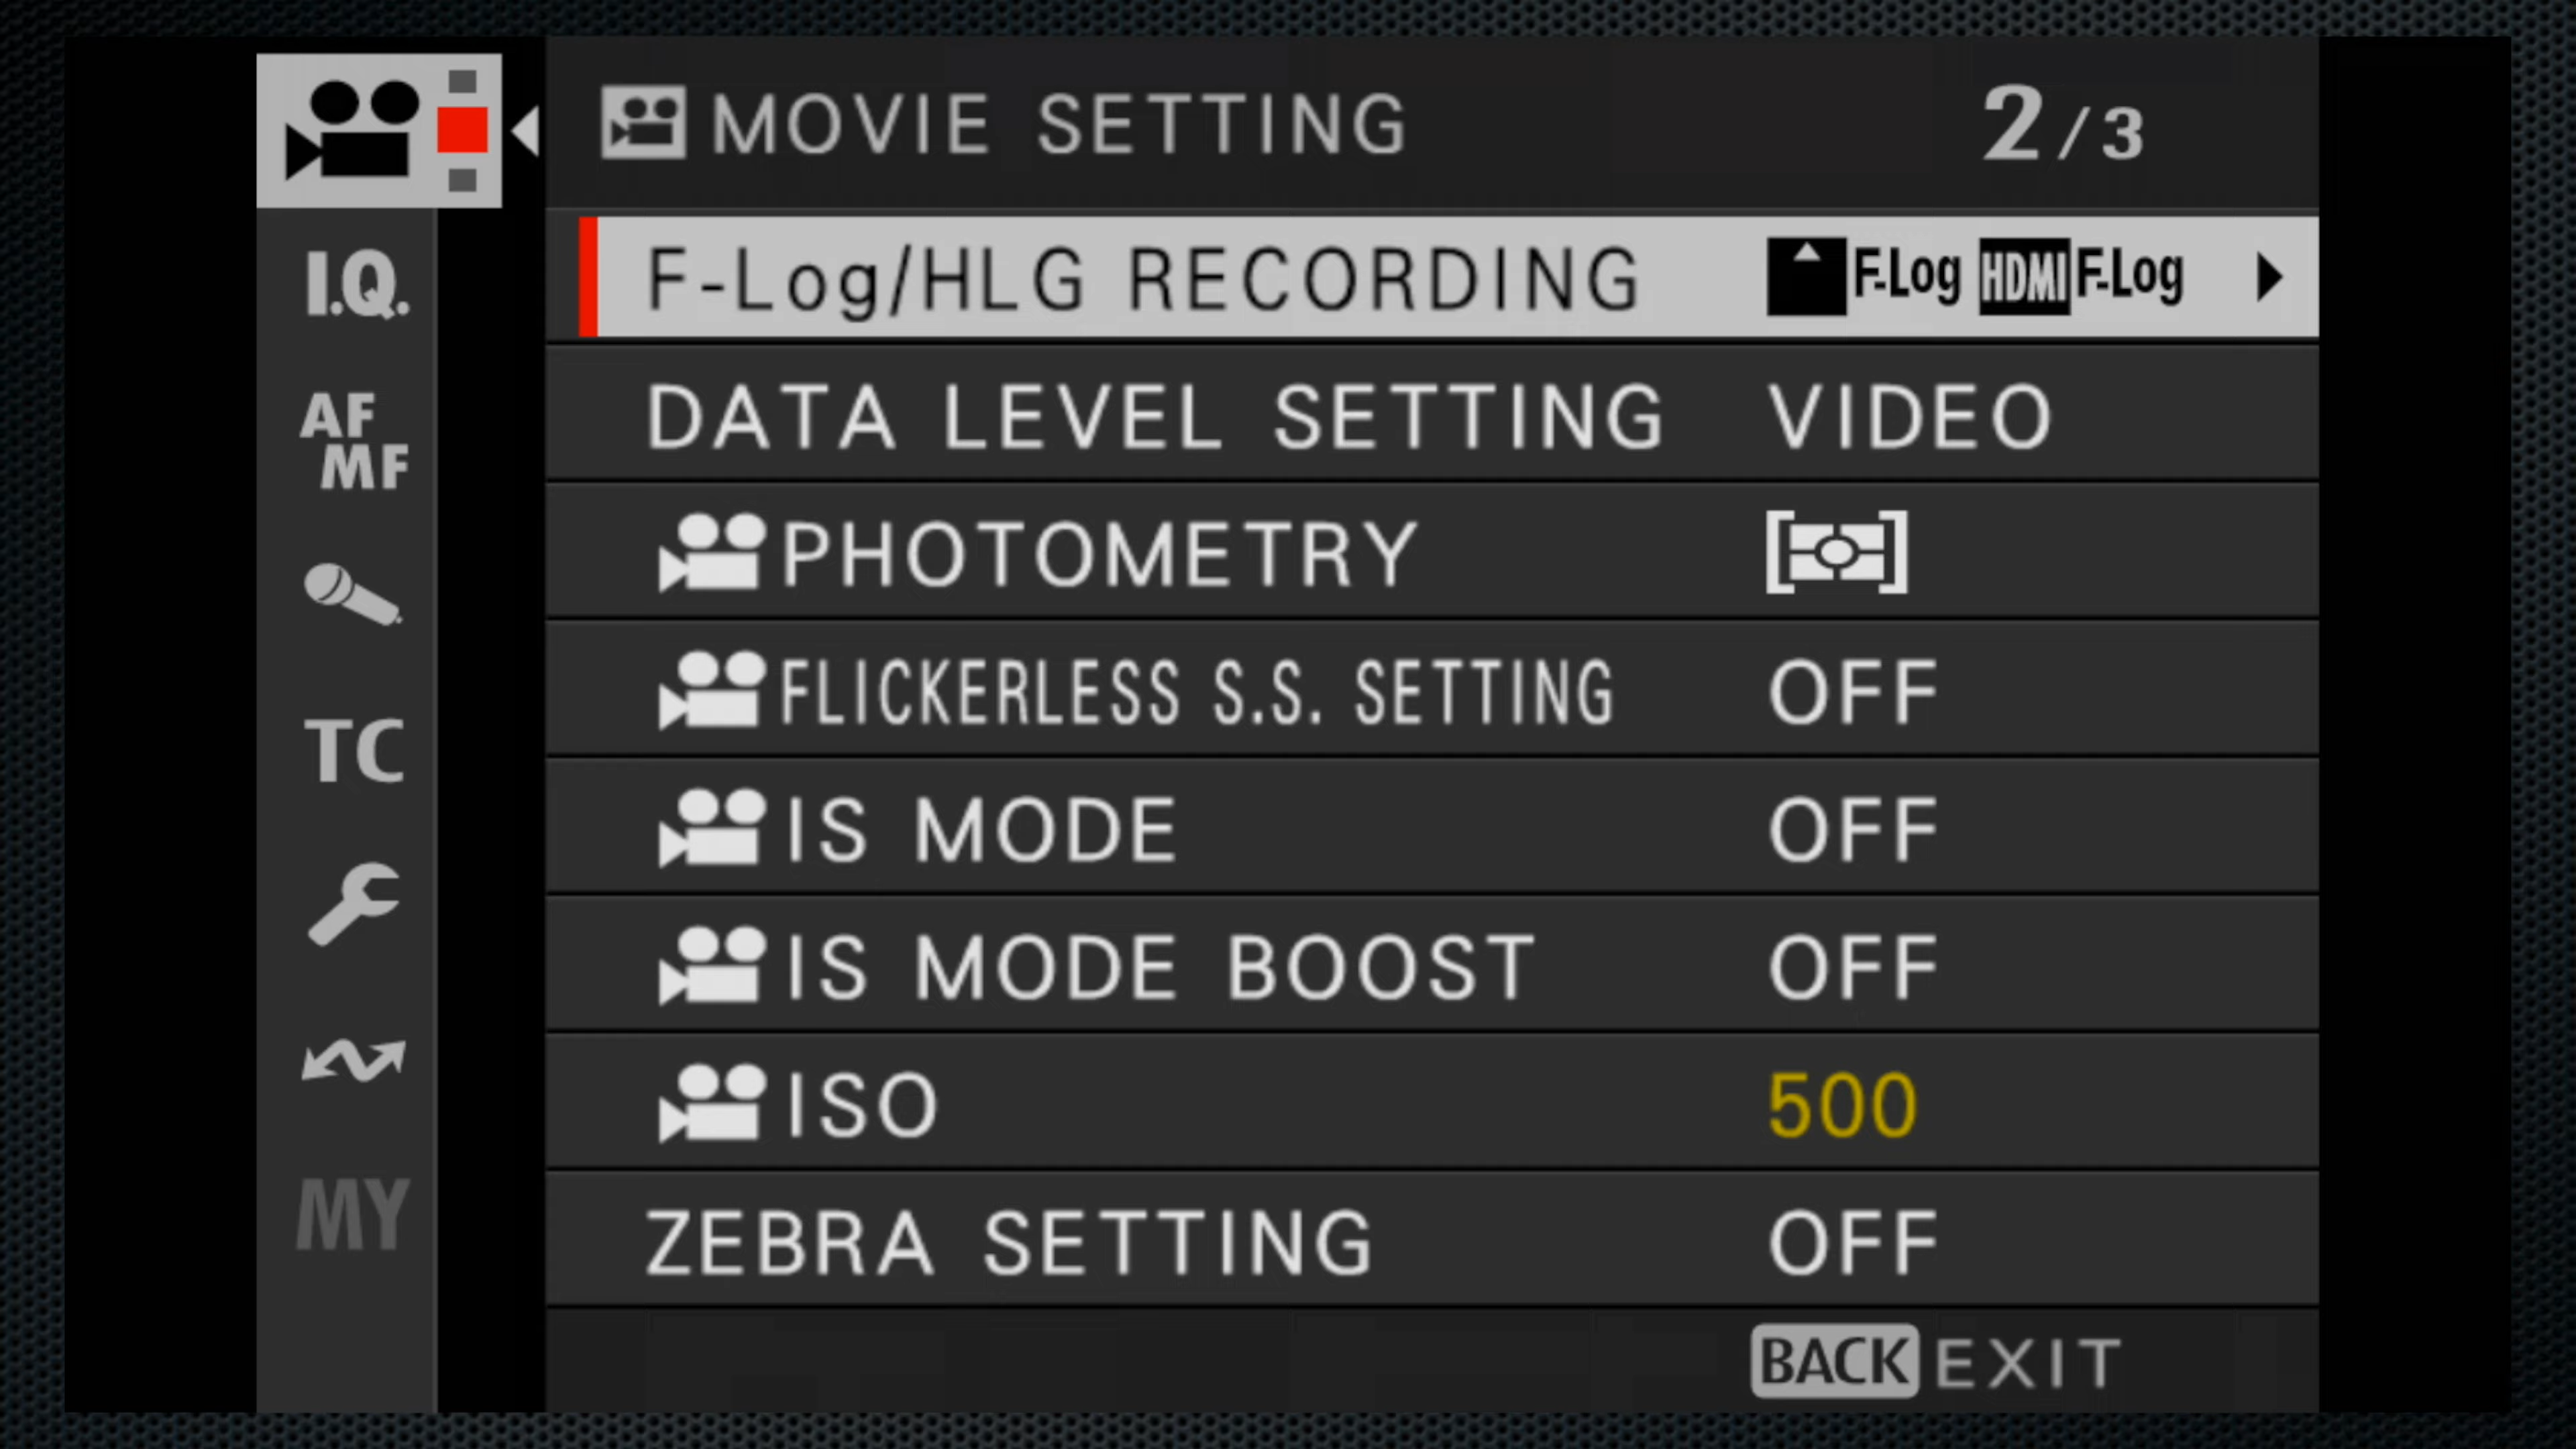 MOVIE SETTING 2/3
F-Log/HLG RECORDING F-Log HDMI F-Log
DATA LEVEL SETTING VIDEO
PHOTOMETRY
FLICKERLESS S.S. SETTING OFF
IS MODE OFF
IS MODE BOOST OFF
ISO 500
ZEBRA SETTING OFF
BACK EXIT
I.Q.
AF
MF
TC
MY